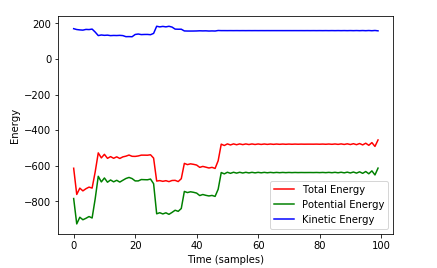 200
0
−200
−400
−600
−800
Energy
0
20
40
60
80
100
Time (samples)
Total Energy
Potential Energy
Kinetic Energy